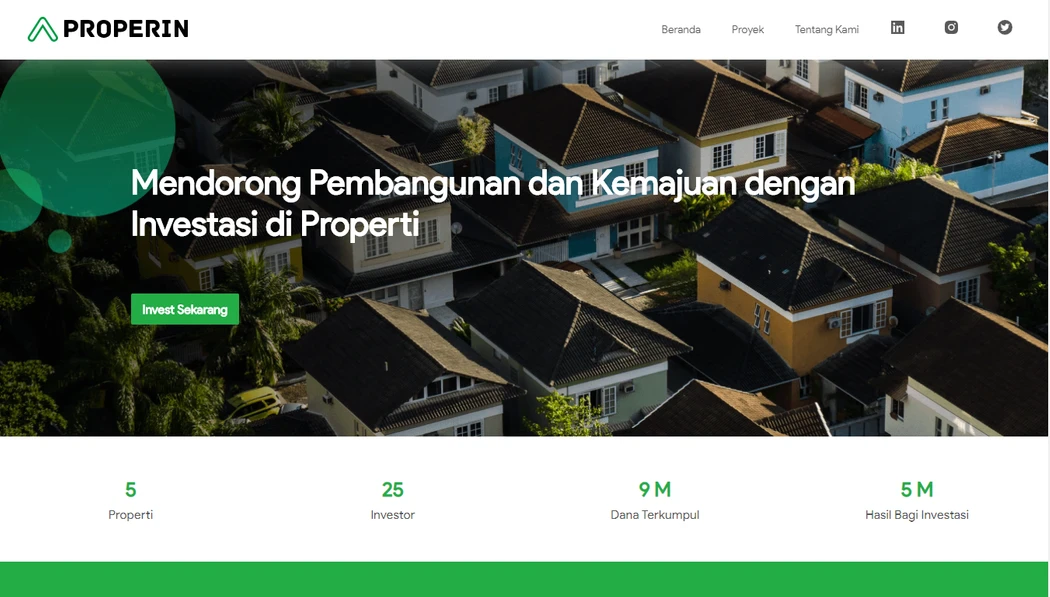 PROPERIN
Beranda Proyek Tentang Kami
Mendorong Pembangunan dan Kemajuan dengan
Investasi di Properti
Invest Sekarang
5 25 9 M 5 M
Properti Investor Dana Terkumpul Hasil Bagi Investasi